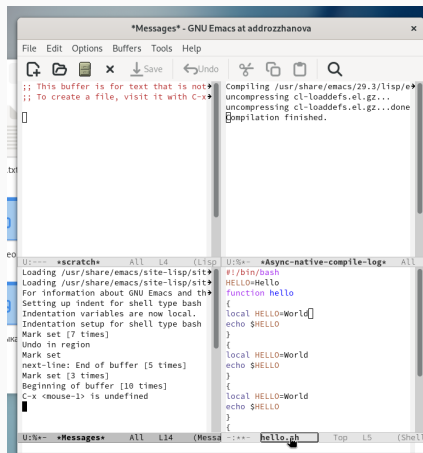 *Messages* - GNU Emacs at addrozzhanova
File Edit Options Buffers Tools Help
Save Undo
;; This buffer is for text that is not
;; To create a file, visit it with C-x
U:--- *scratch* All L4 (Lisp
Compiling /usr/share/emacs/29.3/lisp/e
uncompressing cl-loaddefs.el.gz...
uncompressing cl-loaddefs.el.gz...done
Compilation finished.
U:%*- *Async-native-compile-log* All
Loading /usr/share/emacs/site-lisp/sit
Loading /usr/share/emacs/site-lisp/sit
For information about GNU Emacs and th
Setting up indent for shell type bash
Indentation variables are now local.
Indentation setup for shell type bash
Mark set [7 times]
Undo in region
Mark set
next-line: End of buffer [5 times]
Mark set [3 times]
Beginning of buffer [10 times]
C-x <mouse-1> is undefined
U:%*- *Messages* All L14 (Messa
#!/bin/bash
HELLO=Hello
function hello
{
local HELLO=World
echo $HELLO
}
{
local HELLO=World
echo $HELLO
}
{
local HELLO=World
echo $HELLO
}
{
-:**- hello.sh Top L5 (Shel
.txt